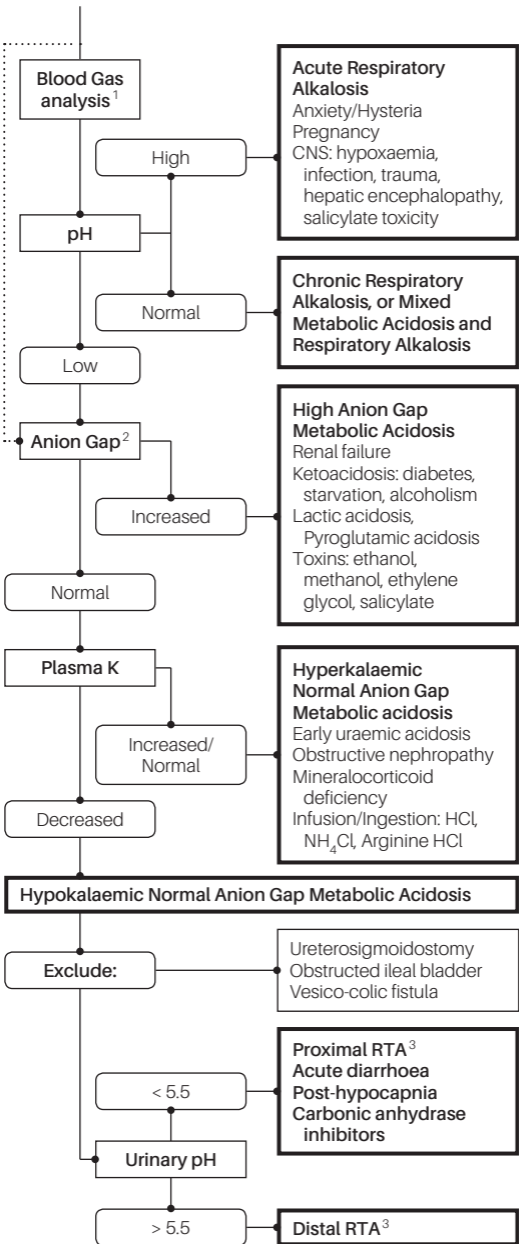 Blood Gas
analysis 1
High
Acute Respiratory
Alkalosis
Anxiety/Hysteria
Pregnancy
CNS: hypoxaemia,
infection, trauma,
hepatic encephalopathy,
salicylate toxicity
pH
Normal
Chronic Respiratory
Alkalosis, or Mixed
Metabolic Acidosis and
Respiratory Alkalosis
Low
Anion Gap 2
Increased
High Anion Gap
Metabolic Acidosis
Renal failure
Ketoacidosis: diabetes,
starvation, alcoholism
Lactic acidosis,
Pyroglutamic acidosis
Toxins: ethanol,
methanol, ethylene
glycol, salicylate
Normal
Plasma K
Increased/
Normal
Hyperkalaemic
Normal Anion Gap
Metabolic acidosis
Early uraemic acidosis
Obstructive nephropathy
Mineralocorticoid
deficiency
Infusion/Ingestion: HCl,
NH4Cl, Arginine HCl
Decreased
Hypokalaemic Normal Anion Gap Metabolic Acidosis
Exclude:
Ureterosigmoidostomy
Obstructed ileal bladder
Vesico-colic fistula
< 5.5
Proximal RTA 3
Acute diarrhoea
Post-hypocapnia
Carbonic anhydrase
inhibitors
Urinary pH
> 5.5
Distal RTA 3